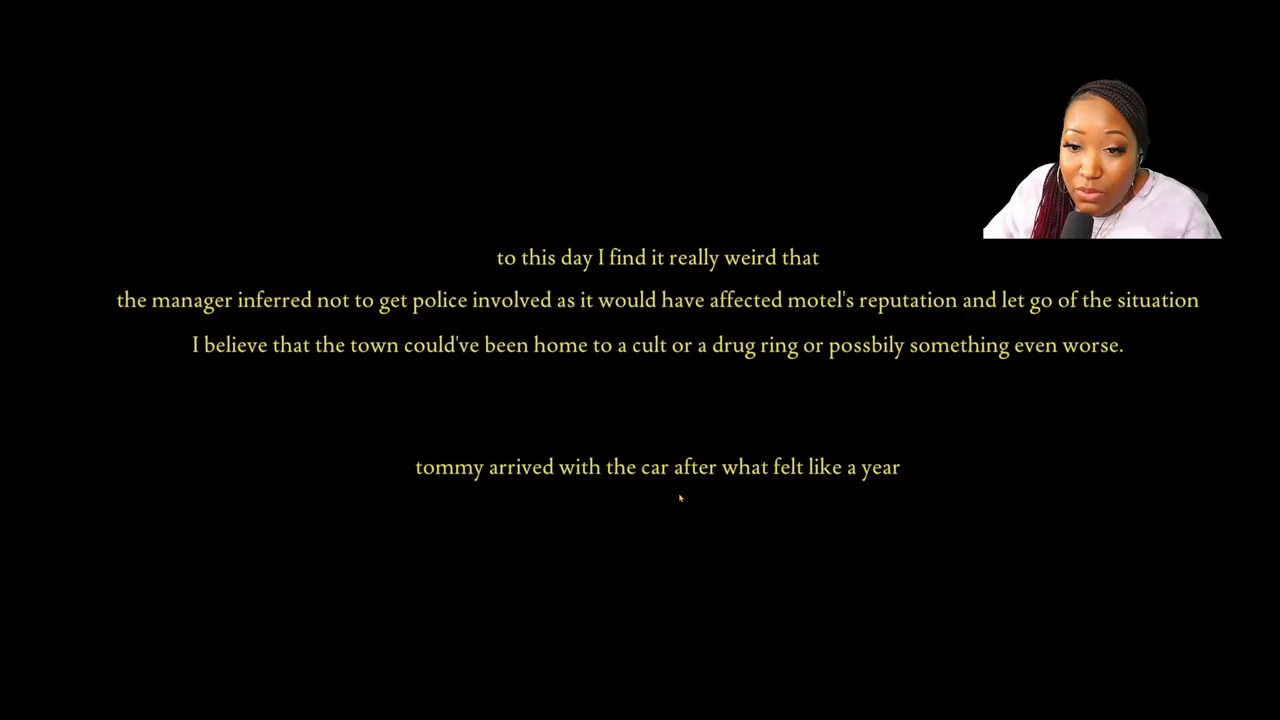 to this day I find it really weird that
the manager inferred not to get police involved as it would have affected motel's reputation and let go of the situation
I believe that the town could've been home to a cult or a drug ring or possbily something even worse.
tommy arrived with the car after what felt like a year